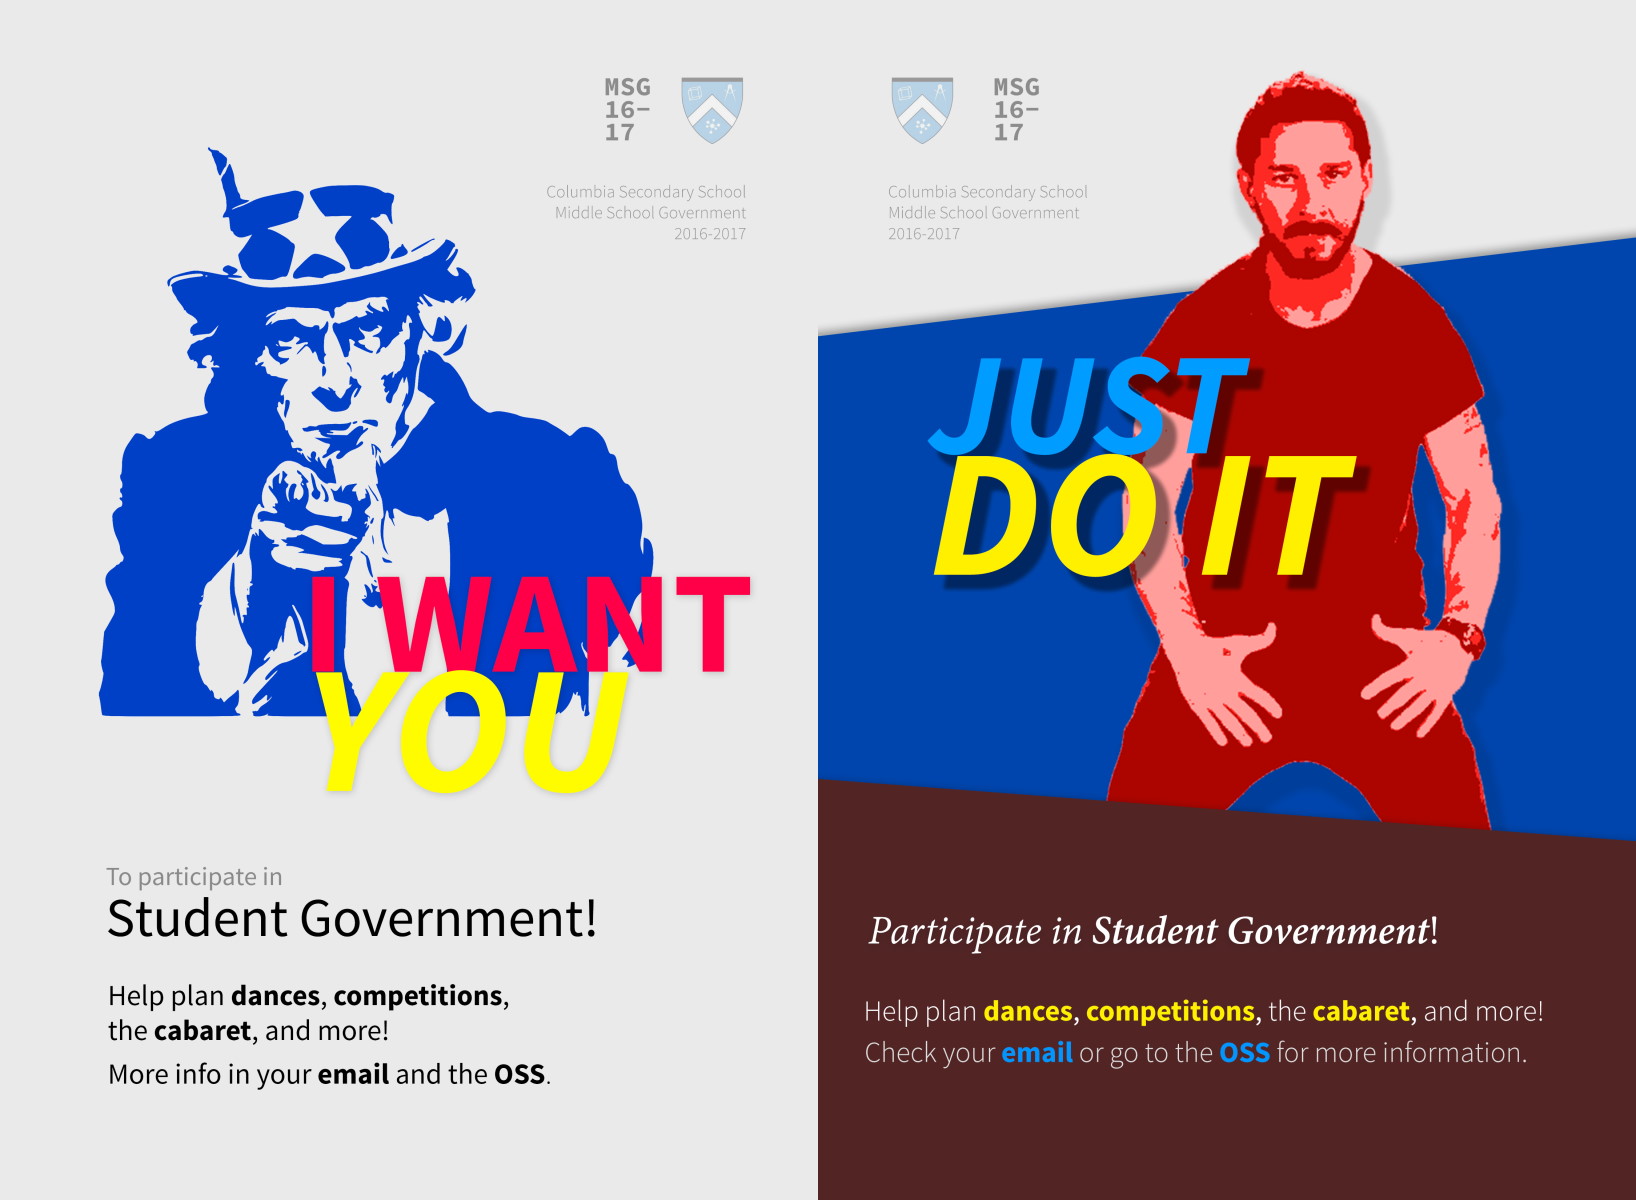 MSG
16–
17
Columbia Secondary School
Middle School Government
2016-2017
I WANT
YOU
To participate in
Student Government!
Help plan dances, competitions,
the cabaret, and more!
More info in your email and the OSS.
MSG
16–
17
Columbia Secondary School
Middle School Government
2016-2017
JUST
DO IT
Participate in Student Government!
Help plan dances, competitions, the cabaret, and more!
Check your email or go to the OSS for more information.